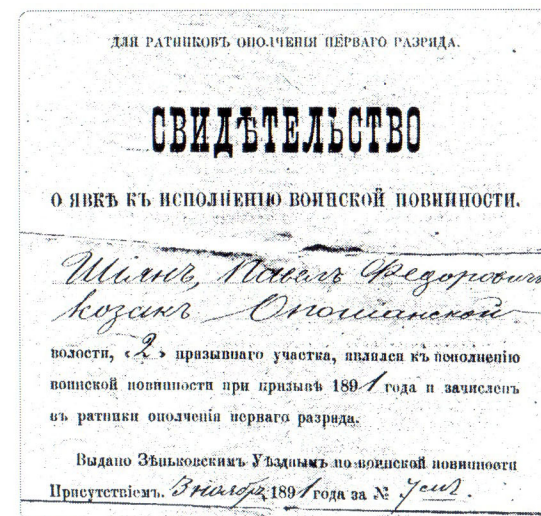 ДЛЯ РАТНИКОВЪ ОПОЛЧЕНІЯ ПЕРВАГО РАЗРЯДА.
СВИДѢТЕЛЬСТВО
О ЯВКѢ КЪ ИСПОЛНЕНІЮ ВОИНСКОЙ ПОВИННОСТИ.
Шіянъ, Павелъ Федоровичъ
козакъ Опошнанской
волости, «2» призывнаго участка, явился къ исполненію
воинской повинности при призывѣ 1891 года и зачисленъ
въ ратники ополченія перваго разряда.
Выдано Зѣньковскимъ Уѣзднымъ по воинской повинности
Присутствіемъ. 3 ноября 1891 года за №